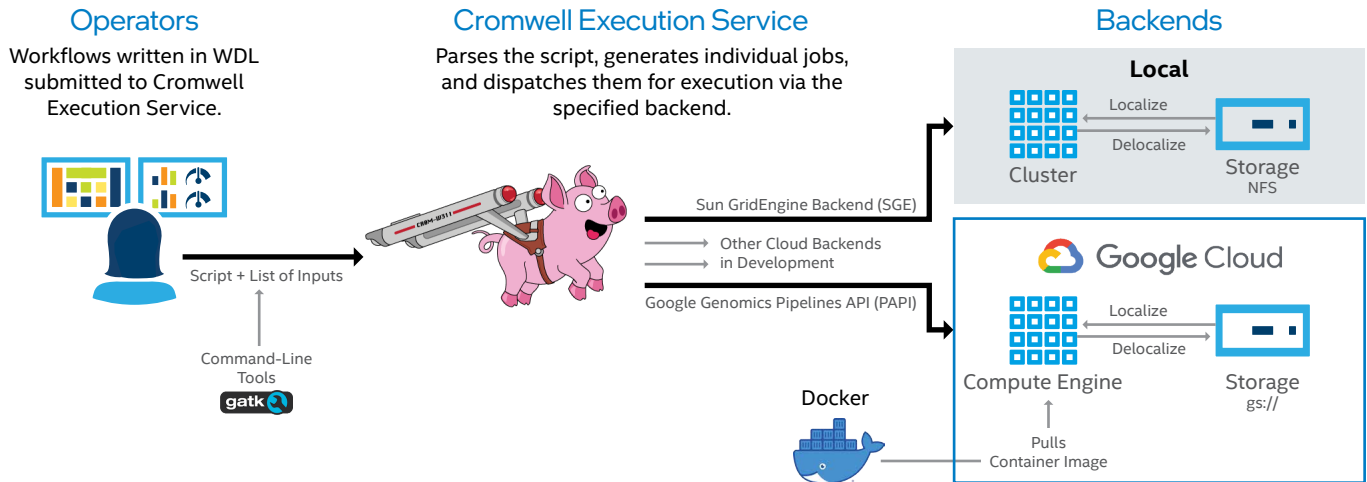 Operators
Workflows written in WDL
submitted to Cromwell
Execution Service.
Script + List of Inputs
Command-Line
Tools
gatk
Cromwell Execution Service
Parses the script, generates individual jobs,
and dispatches them for execution via the
specified backend.
CROM-W311
Sun GridEngine Backend (SGE)
Other Cloud Backends
in Development
Google Genomics Pipelines API (PAPI)
Backends
Local
Localize
Delocalize
Cluster
Storage
NFS
Google Cloud
Localize
Delocalize
Compute Engine
Storage
gs://
Docker
Pulls
Container Image